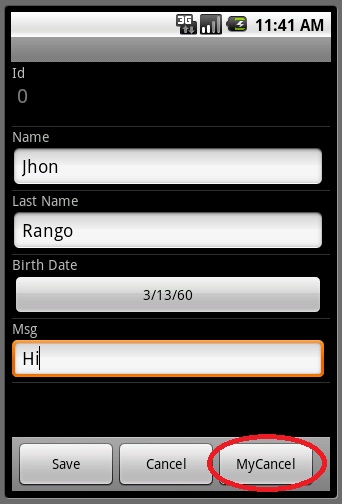 3G 11:41 AM
Id
0
Name
Jhon
Last Name
Rango
Birth Date
3/13/60
Msg
Hi
Save Cancel MyCancel